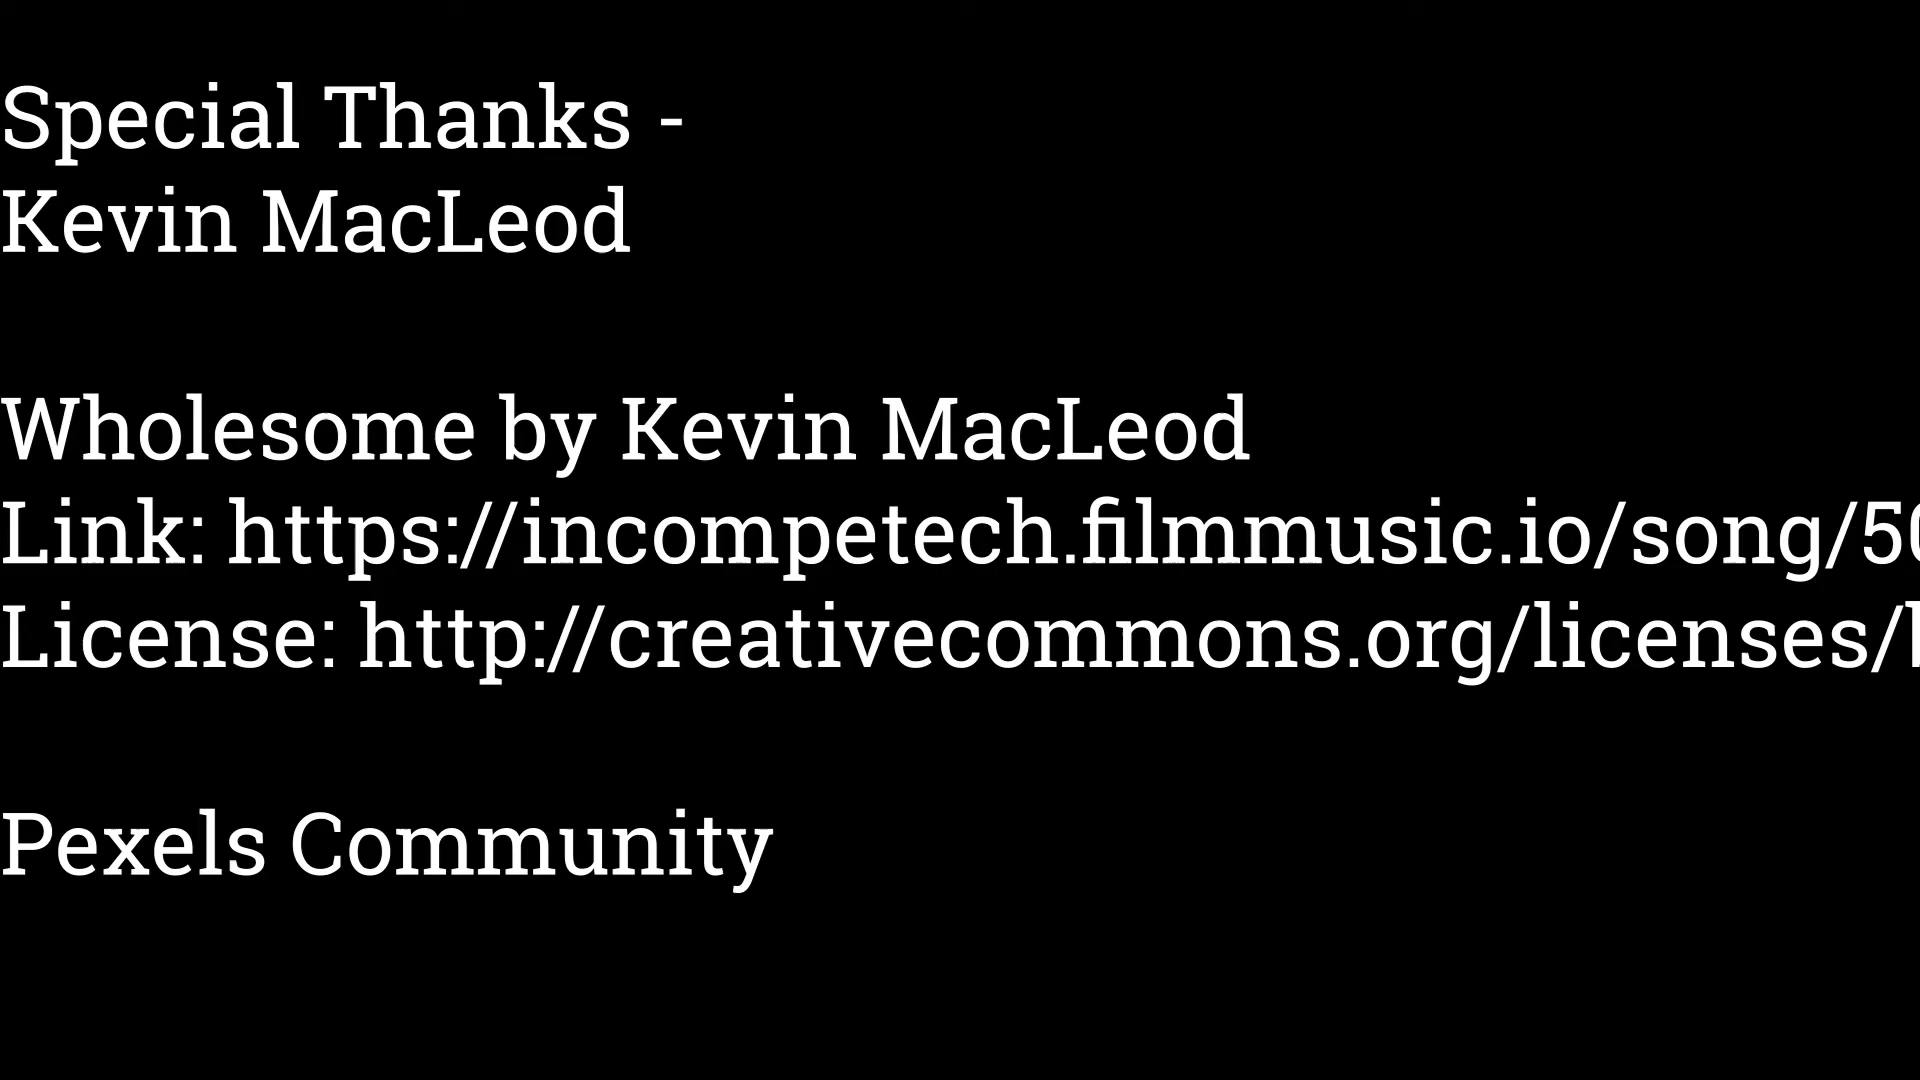 Special Thanks -
Kevin MacLeod
Wholesome by Kevin MacLeod
Link: https://incompetech.filmmusic.io/song/50
License: http://creativecommons.org/licenses/
Pexels Community